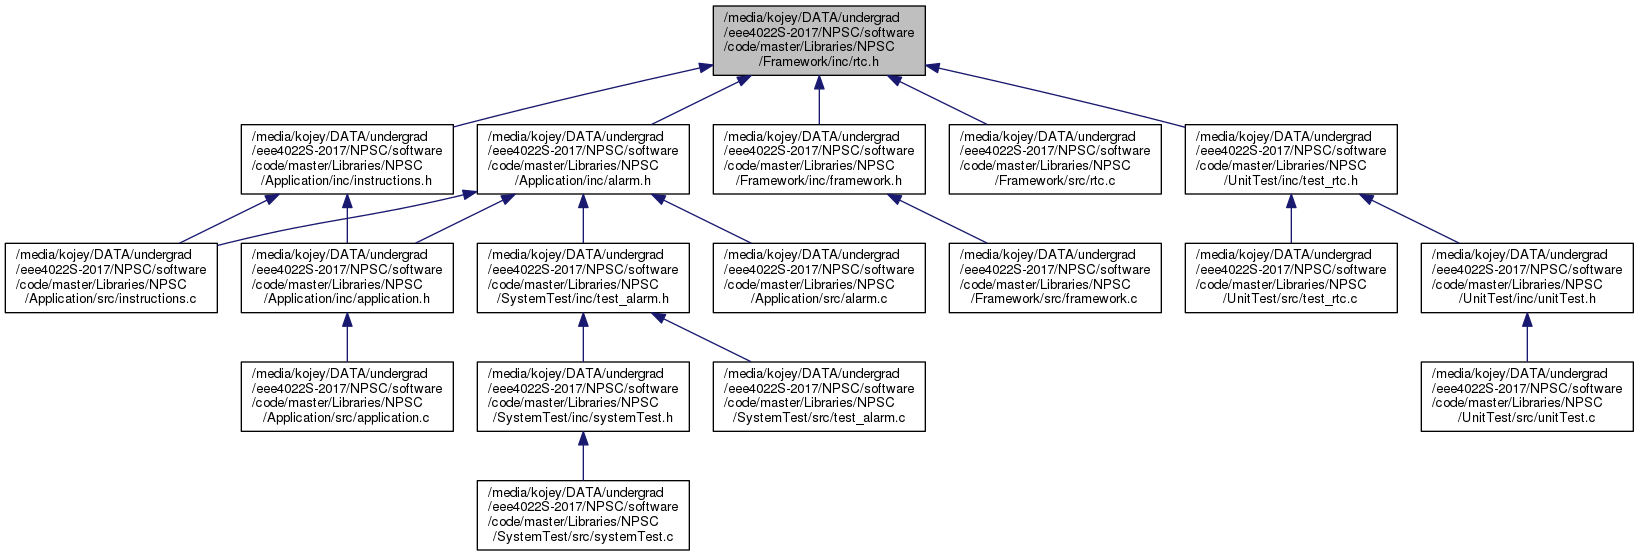 /media/kojey/DATA/undergrad
/eee4022S-2017/NPSC/software
/code/master/Libraries/NPSC
/Framework/inc/rtc.h
/media/kojey/DATA/undergrad
/eee4022S-2017/NPSC/software
/code/master/Libraries/NPSC
/Application/inc/instructions.h
/media/kojey/DATA/undergrad
/eee4022S-2017/NPSC/software
/code/master/Libraries/NPSC
/Application/inc/alarm.h
/media/kojey/DATA/undergrad
/eee4022S-2017/NPSC/software
/code/master/Libraries/NPSC
/Framework/inc/framework.h
/media/kojey/DATA/undergrad
/eee4022S-2017/NPSC/software
/code/master/Libraries/NPSC
/Framework/src/rtc.c
/media/kojey/DATA/undergrad
/eee4022S-2017/NPSC/software
/code/master/Libraries/NPSC
/UnitTest/inc/test_rtc.h
/media/kojey/DATA/undergrad
/eee4022S-2017/NPSC/software
/code/master/Libraries/NPSC
/Application/src/instructions.c
/media/kojey/DATA/undergrad
/eee4022S-2017/NPSC/software
/code/master/Libraries/NPSC
/Application/inc/application.h
/media/kojey/DATA/undergrad
/eee4022S-2017/NPSC/software
/code/master/Libraries/NPSC
/SystemTest/inc/test_alarm.h
/media/kojey/DATA/undergrad
/eee4022S-2017/NPSC/software
/code/master/Libraries/NPSC
/Application/src/alarm.c
/media/kojey/DATA/undergrad
/eee4022S-2017/NPSC/software
/code/master/Libraries/NPSC
/Framework/src/framework.c
/media/kojey/DATA/undergrad
/eee4022S-2017/NPSC/software
/code/master/Libraries/NPSC
/UnitTest/src/test_rtc.c
/media/kojey/DATA/undergrad
/eee4022S-2017/NPSC/software
/code/master/Libraries/NPSC
/UnitTest/inc/unitTest.h
/media/kojey/DATA/undergrad
/eee4022S-2017/NPSC/software
/code/master/Libraries/NPSC
/Application/src/application.c
/media/kojey/DATA/undergrad
/eee4022S-2017/NPSC/software
/code/master/Libraries/NPSC
/SystemTest/inc/systemTest.h
/media/kojey/DATA/undergrad
/eee4022S-2017/NPSC/software
/code/master/Libraries/NPSC
/SystemTest/src/test_alarm.c
/media/kojey/DATA/undergrad
/eee4022S-2017/NPSC/software
/code/master/Libraries/NPSC
/UnitTest/src/unitTest.c
/media/kojey/DATA/undergrad
/eee4022S-2017/NPSC/software
/code/master/Libraries/NPSC
/SystemTest/src/systemTest.c